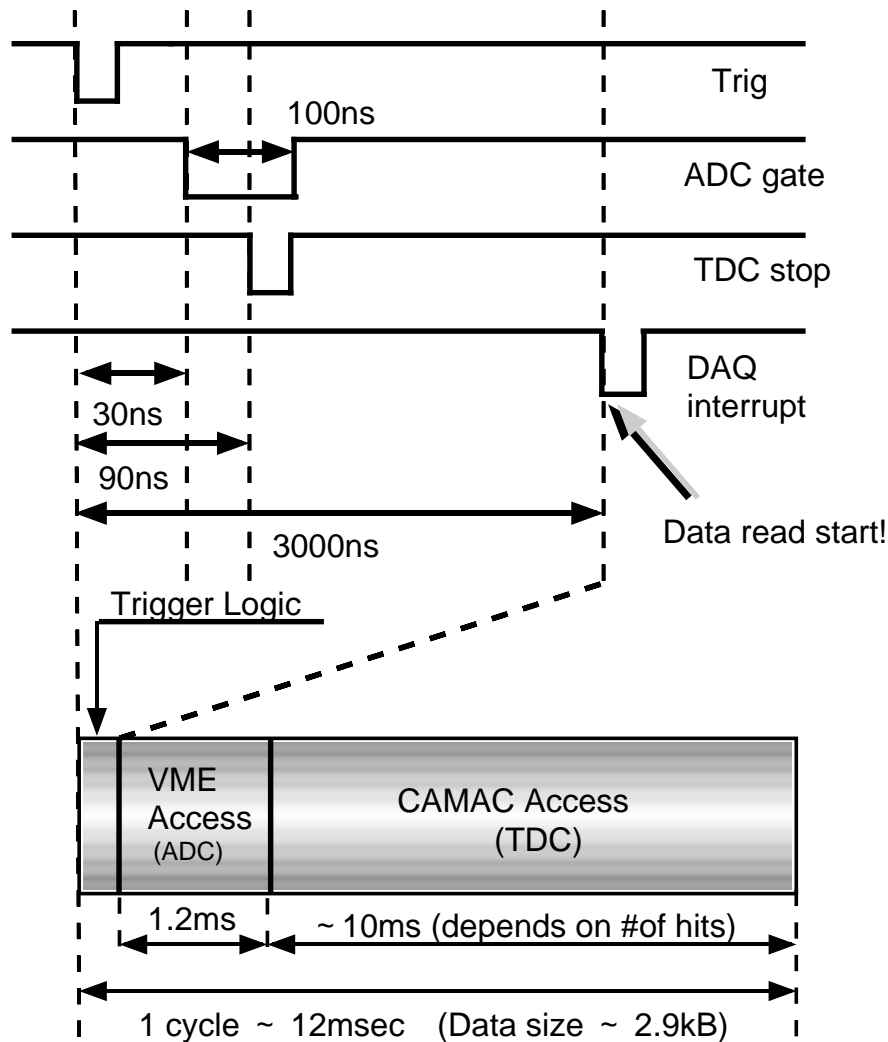 Trig
100ns
ADC gate
TDC stop
DAQ
interrupt
30ns
90ns
Data read start!
3000ns
Trigger Logic
VME
Access
(ADC)
CAMAC Access
(TDC)
1.2ms
~ 10ms (depends on #of hits)
1 cycle ~ 12msec (Data size ~ 2.9kB)